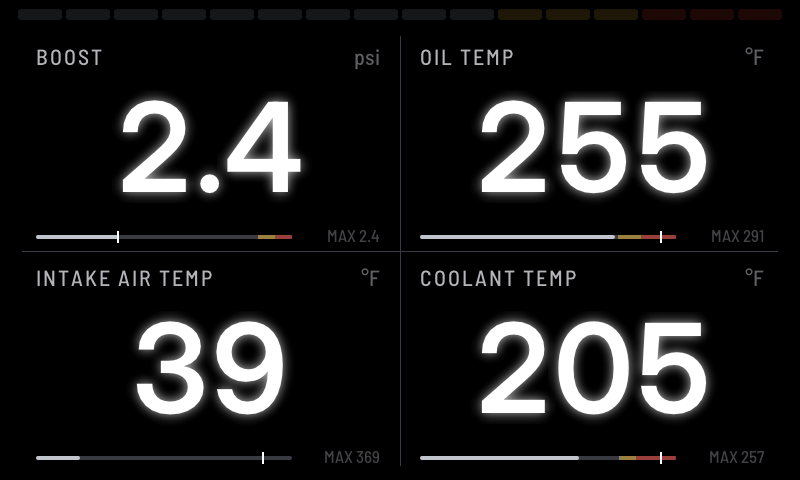 BOOST psi
2.4
MAX 2.4
OIL TEMP °F
255
MAX 291
INTAKE AIR TEMP °F
39
MAX 369
COOLANT TEMP °F
205
MAX 257